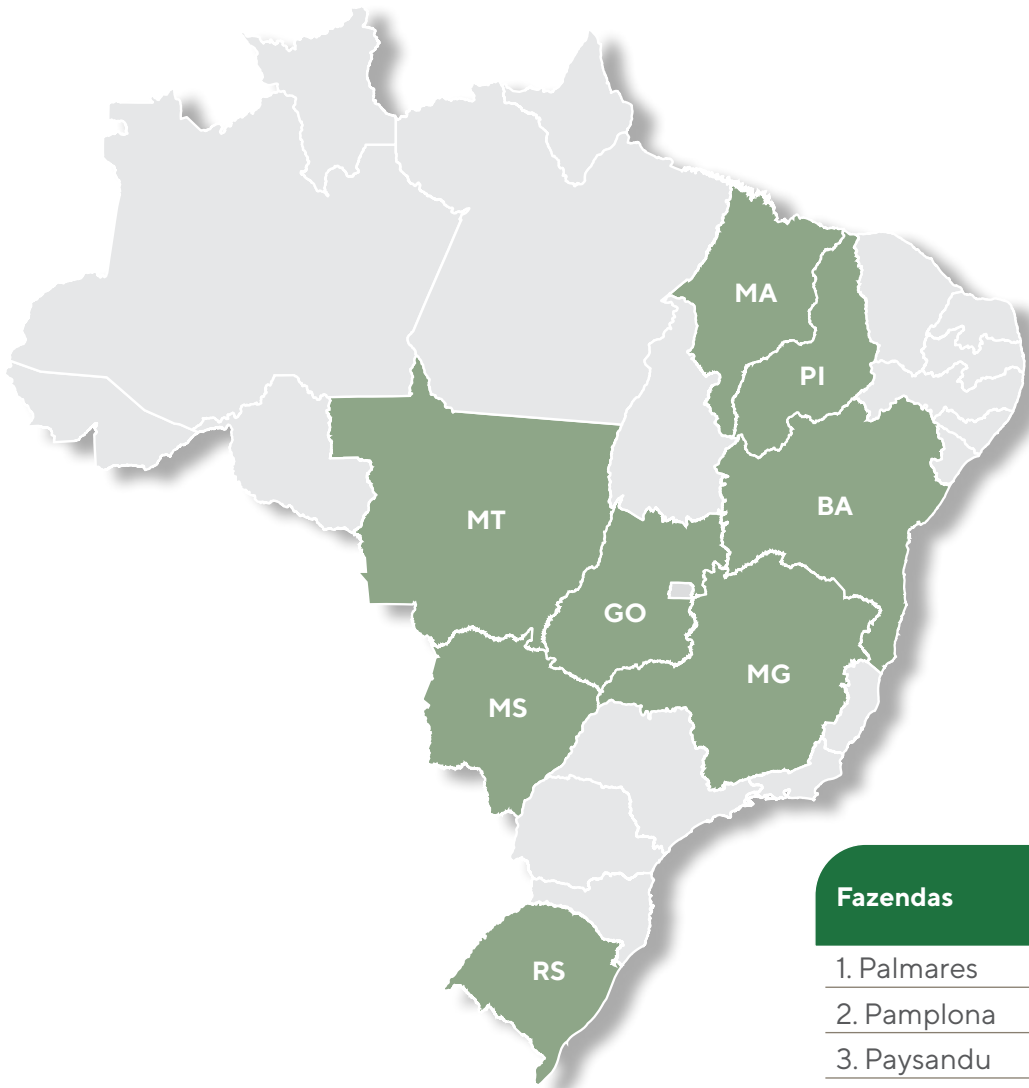 MA
PI
BA
MT
GO
MG
MS
RS
Fazendas
1. Palmares
2. Pamplona
3. Paysandu